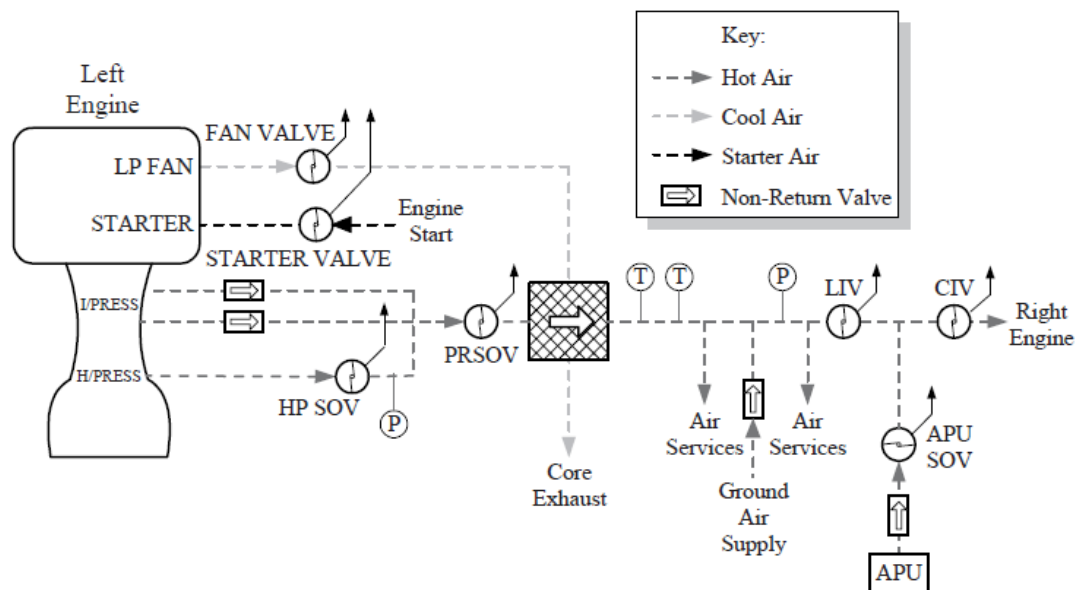 Key:
Hot Air
Cool Air
Starter Air
Non-Return Valve
Left
Engine
FAN VALVE
LP FAN
STARTER
Engine
Start
STARTER VALVE
I/PRESS
H/PRESS
HP SOV
P
PRSOV
T
T
P
LIV
CIV
Right
Engine
Air
Services
Air
Services
Ground
Air
Supply
APU
SOV
APU
Core
Exhaust